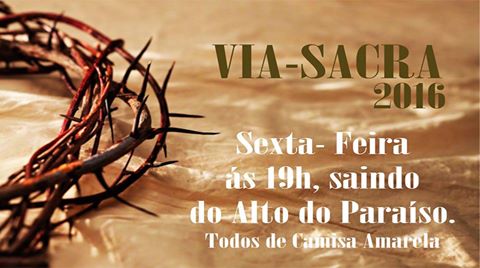 VIA-SACRA
2016
Sexta- Feira
ás 19h, saindo
do Alto do Paraíso.
Todos de Camisa Amarela